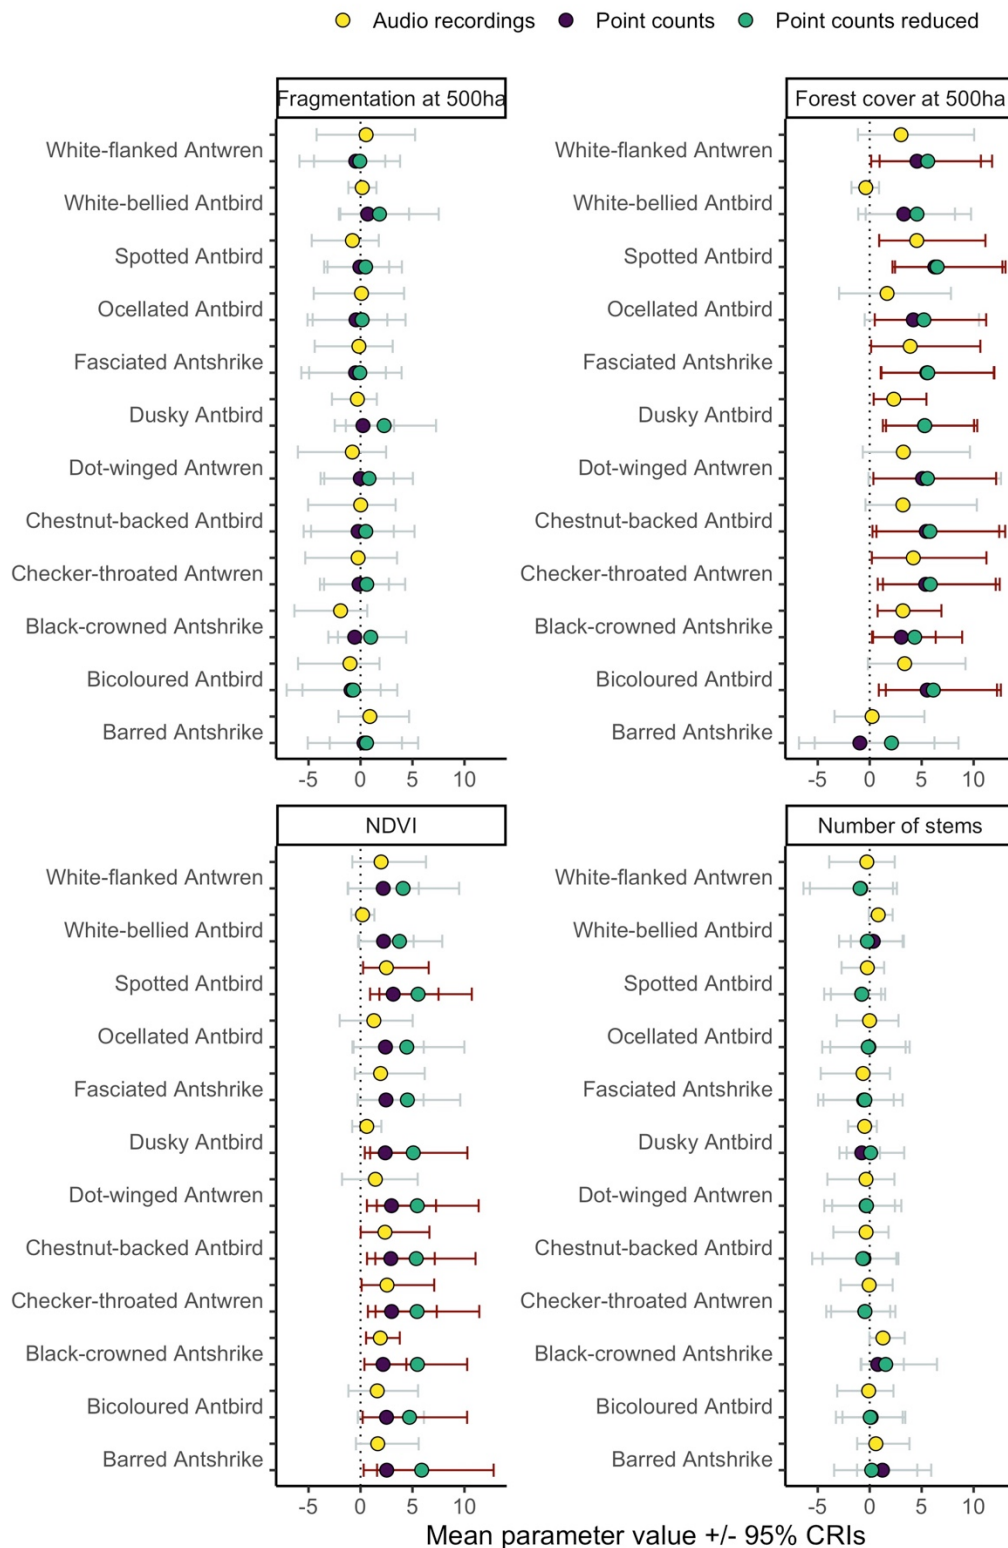 Audio recordings Point counts Point counts reduced
Fragmentation at 500ha
White-flanked Antwren
White-bellied Antbird
Spotted Antbird
Ocellated Antbird
Fasciated Antshrike
Dusky Antbird
Dot-winged Antwren
Chestnut-backed Antbird
Checker-throated Antwren
Black-crowned Antshrike
Bicoloured Antbird
Barred Antshrike
-5 0 5 10
Forest cover at 500ha
White-flanked Antwren
White-bellied Antbird
Spotted Antbird
Ocellated Antbird
Fasciated Antshrike
Dusky Antbird
Dot-winged Antwren
Chestnut-backed Antbird
Checker-throated Antwren
Black-crowned Antshrike
Bicoloured Antbird
Barred Antshrike
-5 0 5 10
NDVI
White-flanked Antwren
White-bellied Antbird
Spotted Antbird
Ocellated Antbird
Fasciated Antshrike
Dusky Antbird
Dot-winged Antwren
Chestnut-backed Antbird
Checker-throated Antwren
Black-crowned Antshrike
Bicoloured Antbird
Barred Antshrike
-5 0 5 10
Number of stems
White-flanked Antwren
White-bellied Antbird
Spotted Antbird
Ocellated Antbird
Fasciated Antshrike
Dusky Antbird
Dot-winged Antwren
Chestnut-backed Antbird
Checker-throated Antwren
Black-crowned Antshrike
Bicoloured Antbird
Barred Antshrike
-5 0 5 10
Mean parameter value +/- 95% CRIs